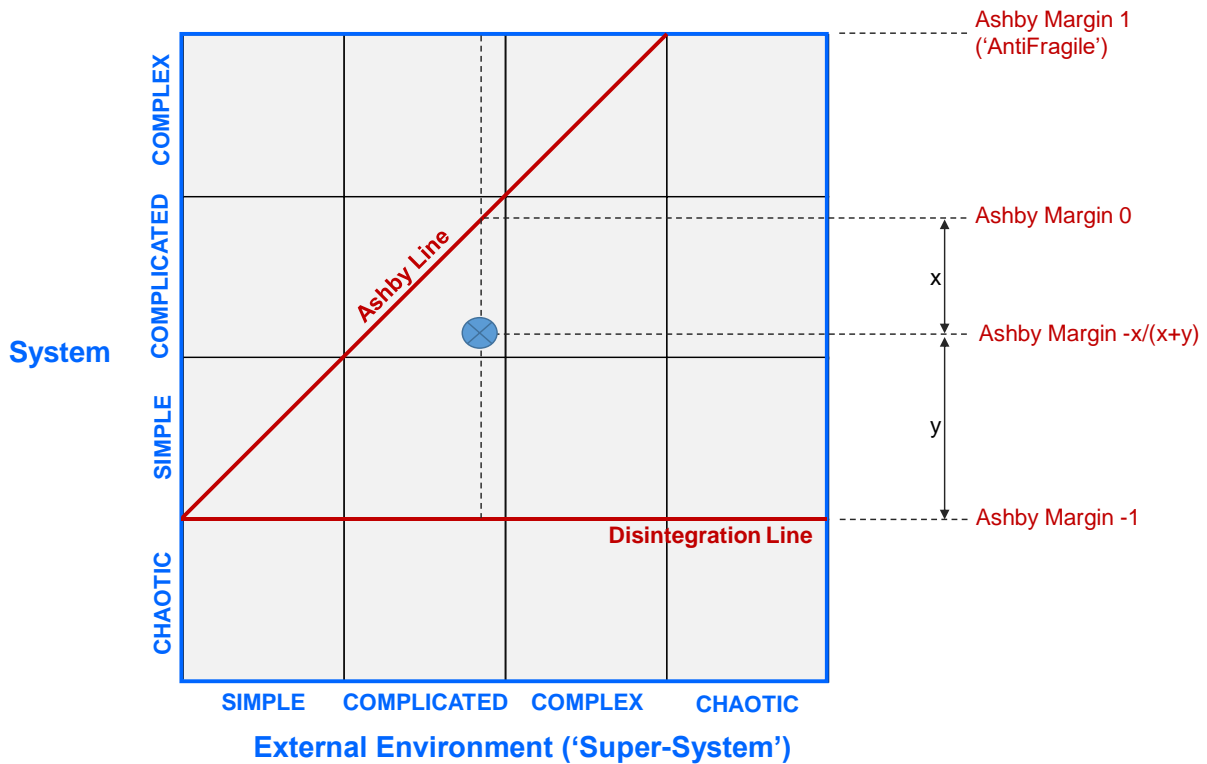 Ashby Margin 1
(‘AntiFragile’)
COMPLEX
COMPLICATED
SIMPLE
CHAOTIC
System
Ashby Line
Ashby Margin 0
x
Ashby Margin -x/(x+y)
y
Ashby Margin -1
Disintegration Line
SIMPLE
COMPLICATED
COMPLEX
CHAOTIC
External Environment (‘Super-System’)